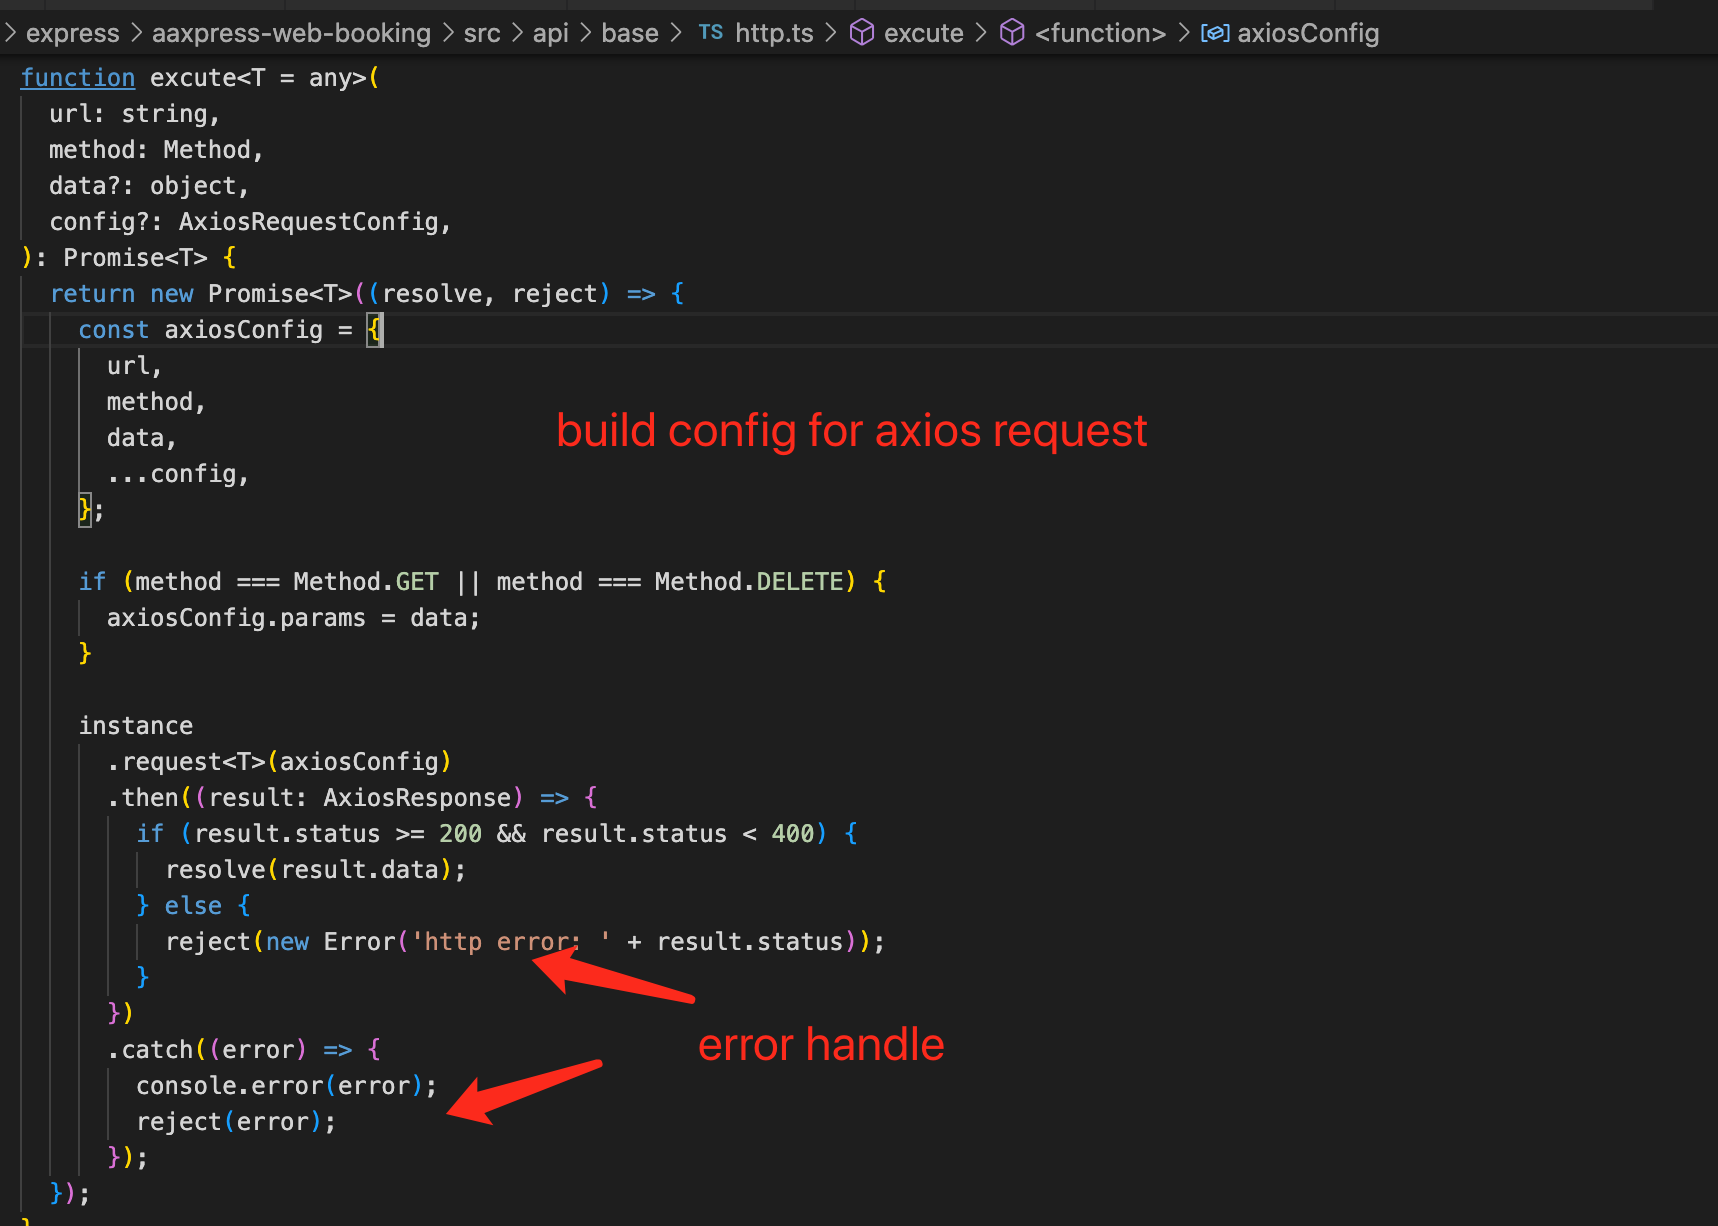 express > aaxpress-web-booking > src > api > base > TS http.ts > excute > <function> > axiosConfig
function excute<T = any>(
  url: string,
  method: Method,
  data?: object,
  config?: AxiosRequestConfig,
): Promise<T> {
  return new Promise<T>((resolve, reject) => {
    const axiosConfig = {
      url,
      method,
      data,
build config for axios request
      ...config,
    };
    if (method === Method.GET || method === Method.DELETE) {
      axiosConfig.params = data;
    }
    instance
      .request<T>(axiosConfig)
      .then((result: AxiosResponse) => {
        if (result.status >= 200 && result.status < 400) {
          resolve(result.data);
        } else {
          reject(new Error('http error: ' + result.status));
        }
      })
error handle
      .catch((error) => {
        console.error(error);
        reject(error);
      });
  });